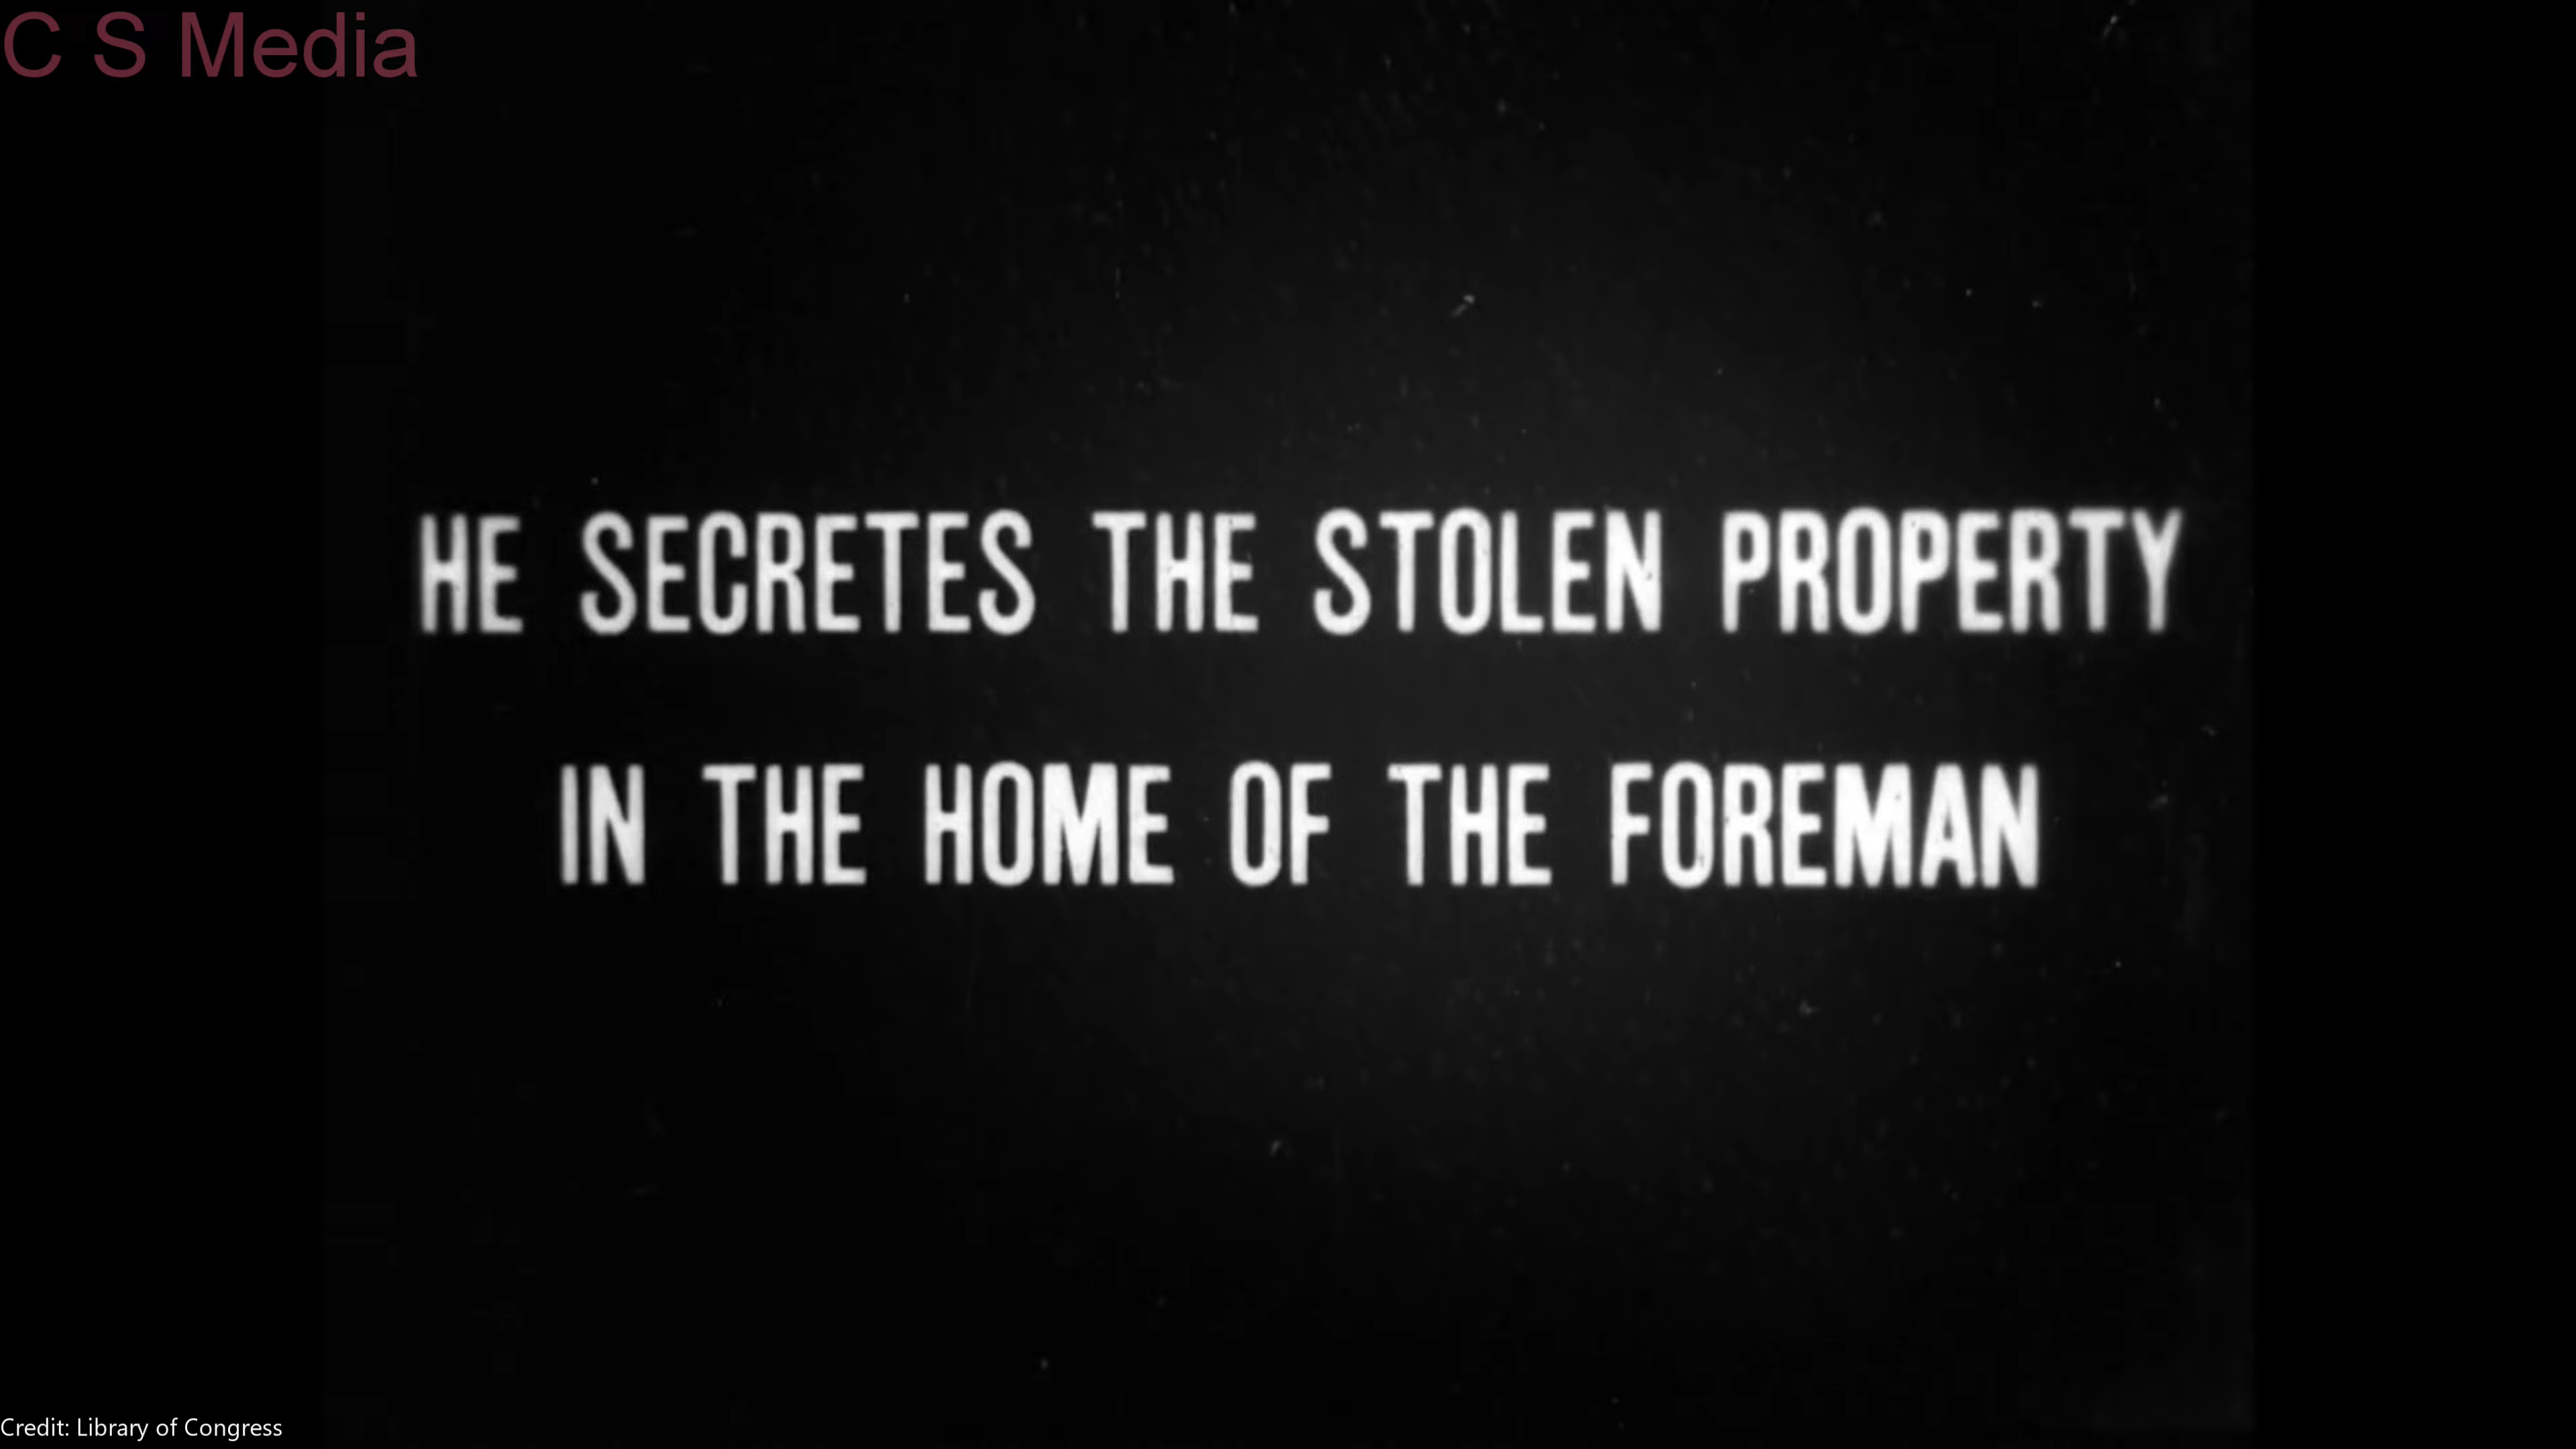 C S Media
HE SECRETES THE STOLEN PROPERTY
IN THE HOME OF THE FOREMAN
Credit: Library of Congress